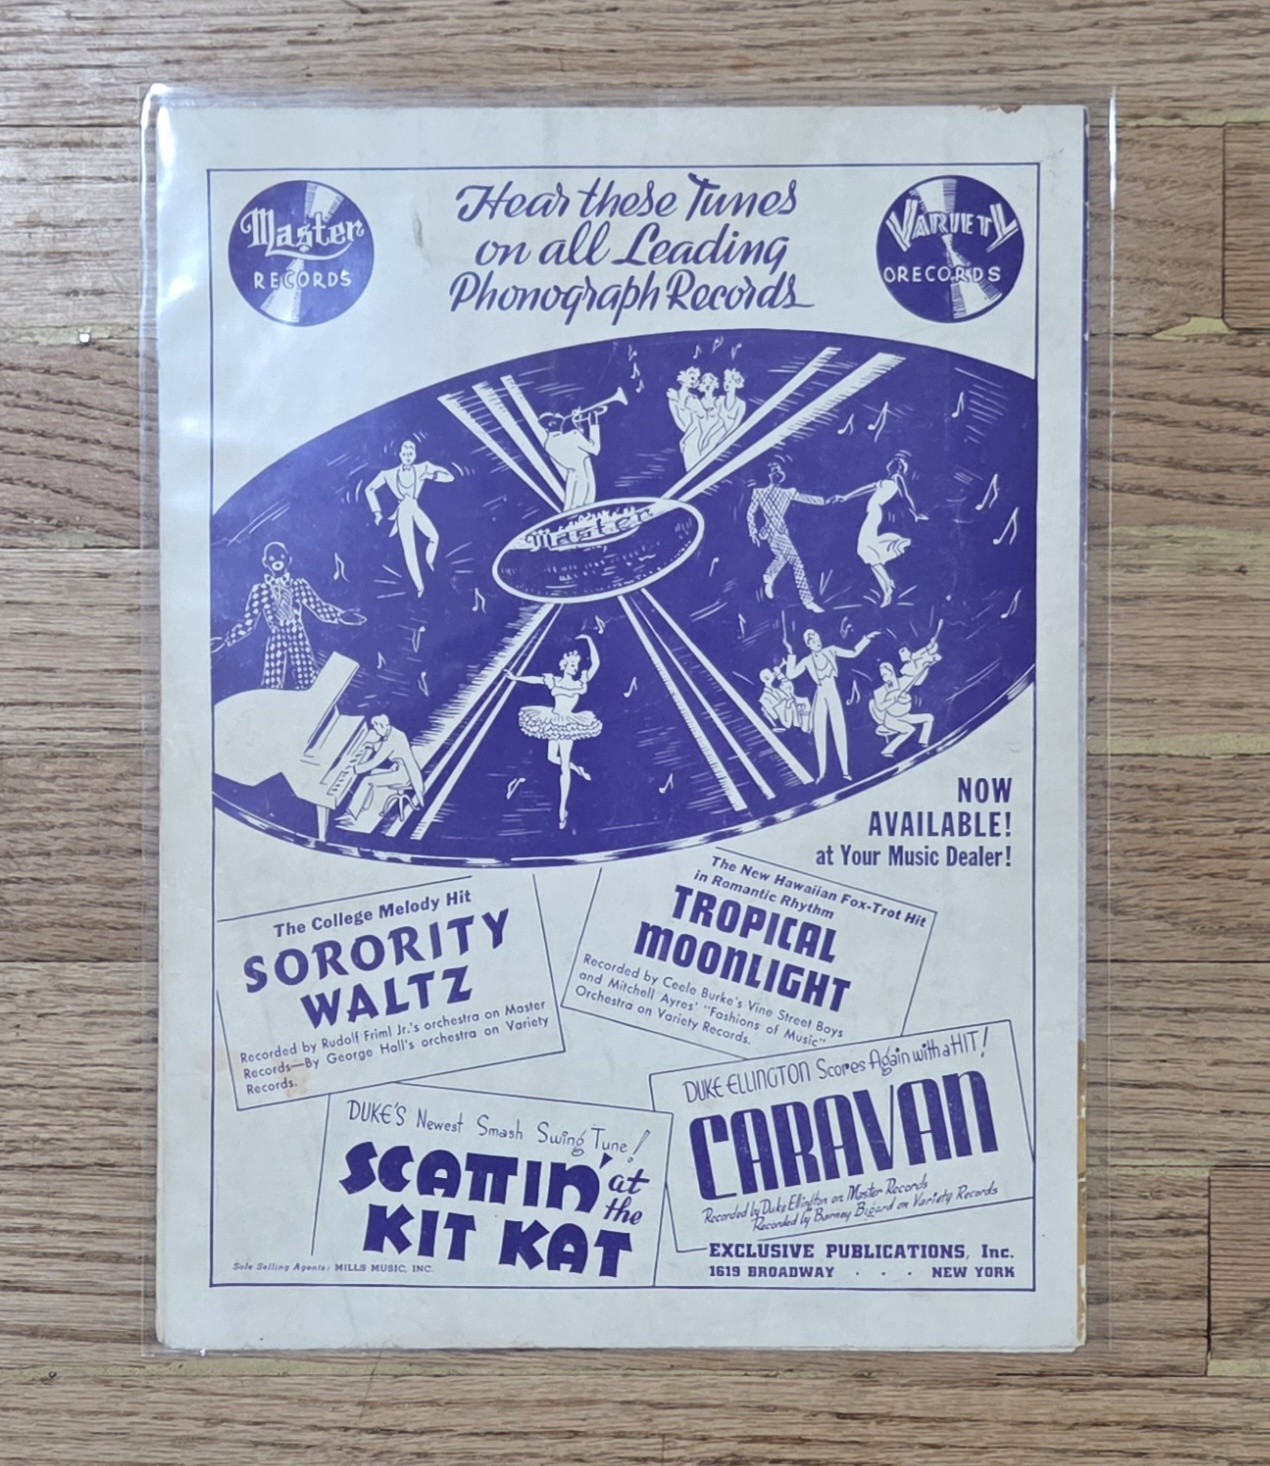 Master
RECORDS
Hear these Tunes
on all Leading
Phonograph Records
VARIETY
RECORDS
Master
NOW
AVAILABLE!
at Your Music Dealer!
The College Melody Hit
SORORITY
WALTZ
Recorded by Rudolf Friml Jr.'s orchestra on Master
Records—By George Hall's orchestra on Variety
Records.
The New Hawaiian Fox-Trot Hit
in Romantic Rhythm
TROPICAL
MOONLIGHT
Recorded by Ceele Burke's Vine Street Boys
and Mitchell Ayres' "Fashions of Music"
Orchestra on Variety Records.
DUKE'S Newest Smash Swing Tune!
SCATTIN' at
the
KIT KAT
DUKE ELLINGTON Scores Again with a HIT!
CARAVAN
Recorded by Duke Ellington on Master Records
Recorded by Barney Bigard on Variety Records
Sole Selling Agents: MILLS MUSIC, INC.
EXCLUSIVE PUBLICATIONS, Inc.
1619 BROADWAY . . . NEW YORK